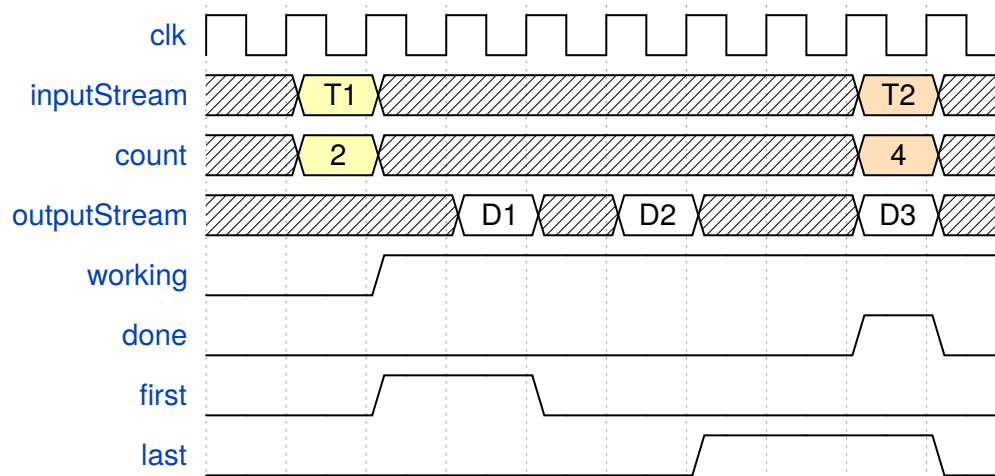 clk
inputStream T1 T2
count 2 4
outputStream D1 D2 D3
working
done
first
last